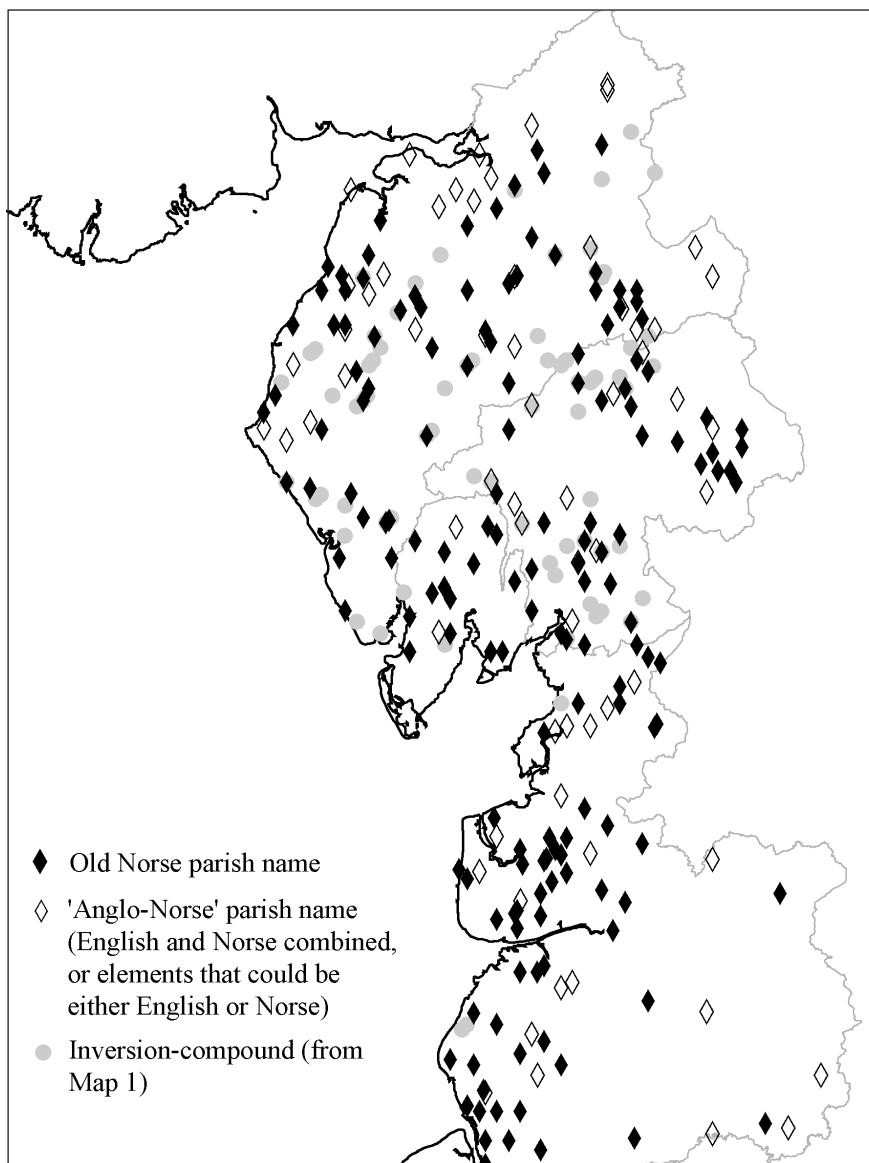 Old Norse parish name
'Anglo-Norse' parish name
(English and Norse combined,
or elements that could be
either English or Norse)
Inversion-compound (from
Map 1)